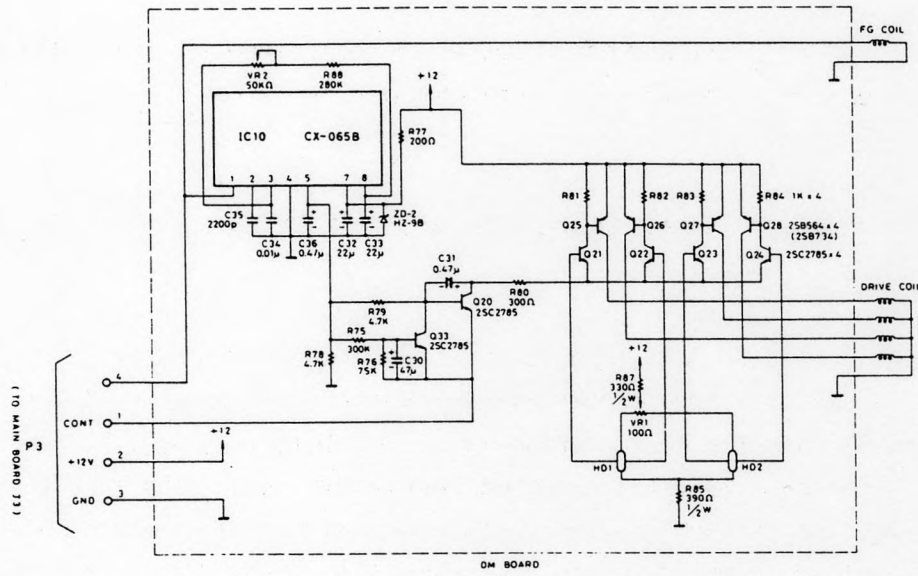 FG COIL
VR2
50KΩ
R88
280K
+12
IC10 CX-065B
R77
200Ω
1 2 3 4 5 7 8
C35
2200p
C34
0.01µ
C36
0.47µ
C32
22µ
C33
22µ
ZD-2
HZ-9B
R81
R82
R83
R84 1K x 4
Q25
Q26
Q27
Q28
2SB564 x 4
(2SB734)
Q21
Q22
Q23
Q24
2SC2785 x 4
C31
0.47µ
R80
300Ω
Q20
2SC2785
R79
4.7K
R75
300K
Q33
2SC2785
R78
4.7K
R76
75K
C30
47µ
DRIVE COIL
+12
R87
330Ω
1/2 W
VR1
100Ω
HD1
HD2
R85
390Ω
1/2 W
(TO MAIN BOARD J3)
P3
4
CONT 1
+12V 2
+12
GND 3
DM BOARD